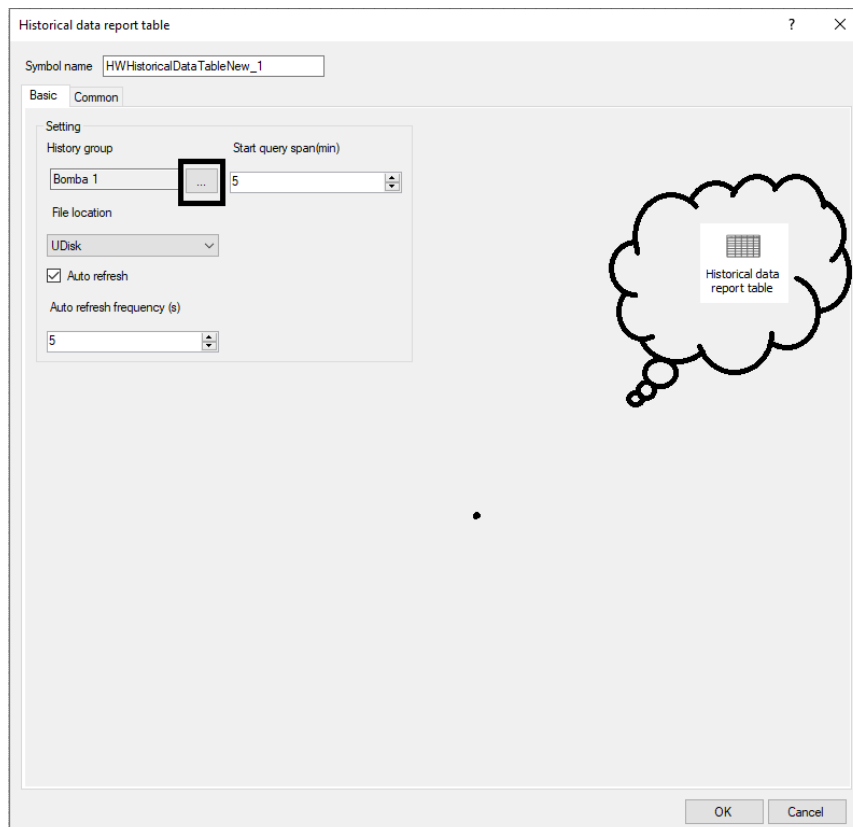 Historical data report table
?
Symbol name HWHistoricalDataTableNew_1
Basic Common
Setting
History group Start query span(min)
Bomba 1 ... 5
File location
UDisk
Auto refresh
Auto refresh frequency (s)
5
Historical data
report table
OK Cancel